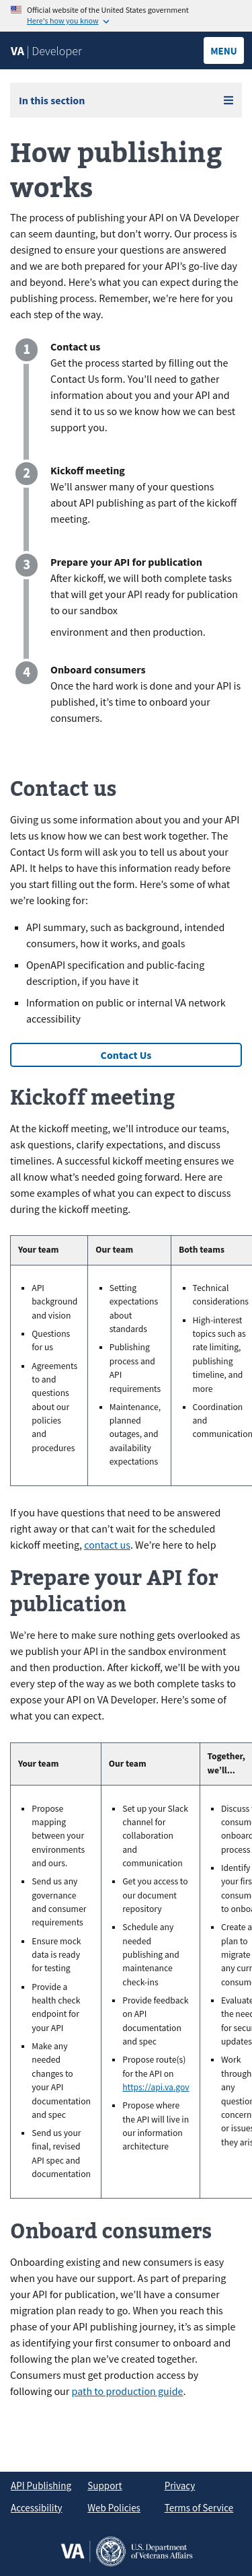 Official website of the United States government
Here's how you know
VA | Developer
MENU
In this section
How publishing
works
The process of publishing your API on VA Developer
can seem daunting, but don't worry. Our process is
designed to ensure your questions are answered
and we are both prepared for your API's go-live day
and beyond. Here's what you can expect during the
publishing process. Remember, we're here for you
each step of the way.
1
Contact us
Get the process started by filling out the
Contact Us form. You'll need to gather
information about you and your API and
send it to us so we know how we can best
support you.
2
Kickoff meeting
We'll answer many of your questions
about API publishing as part of the kickoff
meeting.
3
Prepare your API for publication
After kickoff, we will both complete tasks
that will get your API ready for publication
to our sandbox
environment and then production.
4
Onboard consumers
Once the hard work is done and your API is
published, it's time to onboard your
consumers.
Contact us
Giving us some information about you and your API
lets us know how we can best work together. The
Contact Us form will ask you to tell us about your
API. It helps to have this information ready before
you start filling out the form. Here's some of what
we're looking for:
API summary, such as background, intended
consumers, how it works, and goals
OpenAPI specification and public-facing
description, if you have it
Information on public or internal VA network
accessibility
Contact Us
Kickoff meeting
At the kickoff meeting, we'll introduce our teams,
ask questions, clarify expectations, and discuss
timelines. A successful kickoff meeting ensures we
all know what's needed going forward. Here are
some examples of what you can expect to discuss
during the kickoff meeting.
Your team
API
background
and vision
Questions
for us
Agreements
to and
questions
about our
policies
and
procedures
Our team
Setting
expectations
about
standards
Publishing
process and
API
requirements
Maintenance,
planned
outages, and
availability
expectations
Both teams
Technical
considerations
High-interest
topics such as
rate limiting,
publishing
timeline, and
more
Coordination
and
communication
If you have questions that need to be answered
right away or that can't wait for the scheduled
kickoff meeting, contact us. We're here to help
Prepare your API for
publication
We're here to make sure nothing gets overlooked as
we publish your API in the sandbox environment
and then production. After kickoff, we'll be with you
every step of the way as we both complete tasks to
expose your API on VA Developer. Here's some of
what you can expect.
Your team
Propose
mapping
between your
environments
and ours.
Send us any
governance
and consumer
requirements
Ensure mock
data is ready
for testing
Provide a
health check
endpoint for
your API
Make any
needed
changes to
your API
documentation
and spec
Send us your
final, revised
API spec and
documentation
Our team
Set up your Slack
channel for
collaboration
and
communication
Get you access to
our document
repository
Schedule any
needed
publishing and
maintenance
check-ins
Provide feedback
on API
documentation
and spec
Propose route(s)
for the API on
https://api.va.gov
Propose where
the API will live in
our information
architecture
Together,
we'll...
Discuss
consum
onboar
process
Identify
your firs
consum
to onbo
Create a
plan to
migrate
any curr
consum
Evaluate
the nee
for secu
updates
Work
through
any
question
concern
or issue
they aris
Onboard consumers
Onboarding existing and new consumers is easy
when you have our support. As part of preparing
your API for publication, we'll have a consumer
migration plan ready to go. When you reach this
phase of your API publishing journey, it's as simple
as identifying your first consumer to onboard and
following the plan we've created together.
Consumers must get production access by
following our path to production guide.
API Publishing Support Privacy
Accessibility Web Policies Terms of Service
VA | U.S. Department
of Veterans Affairs